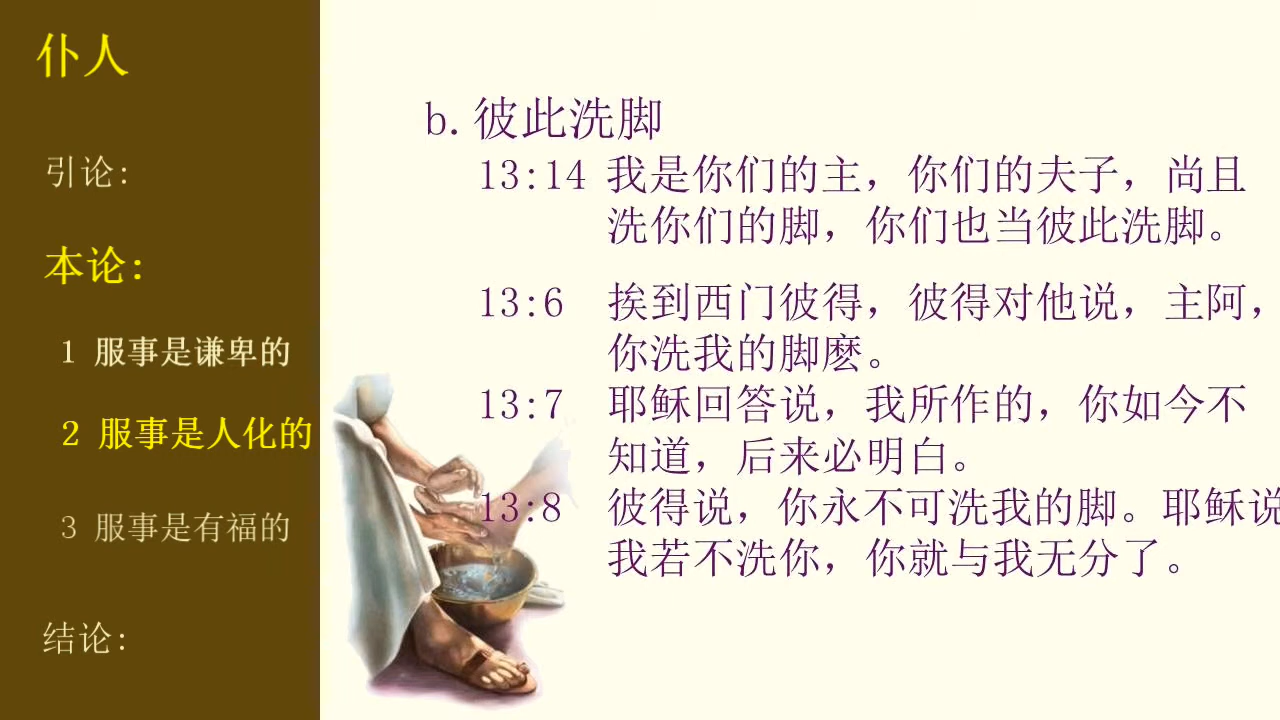 仆人
引论:
本论:
1 服事是谦卑的
2 服事是人化的
3 服事是有福的
结论:
b.彼此洗脚
13:14 我是你们的主，你们的夫子，尚且
洗你们的脚，你们也当彼此洗脚。
13:6 挨到西门彼得，彼得对他说，主阿，
你洗我的脚麽。
13:7 耶稣回答说，我所作的，你如今不
知道，后来必明白。
13:8 彼得说，你永不可洗我的脚。耶稣说
我若不洗你，你就与我无分了。